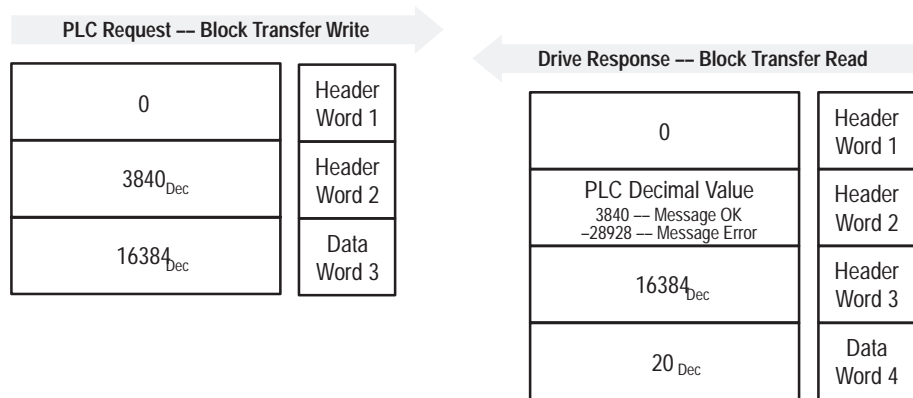 PLC Request –– Block Transfer Write
0
Header
Word 1
3840Dec
Header
Word 2
16384Dec
Data
Word 3
Drive Response –– Block Transfer Read
0
Header
Word 1
PLC Decimal Value
3840 –– Message OK
–28928 –– Message Error
Header
Word 2
16384Dec
Header
Word 3
20 Dec
Data
Word 4